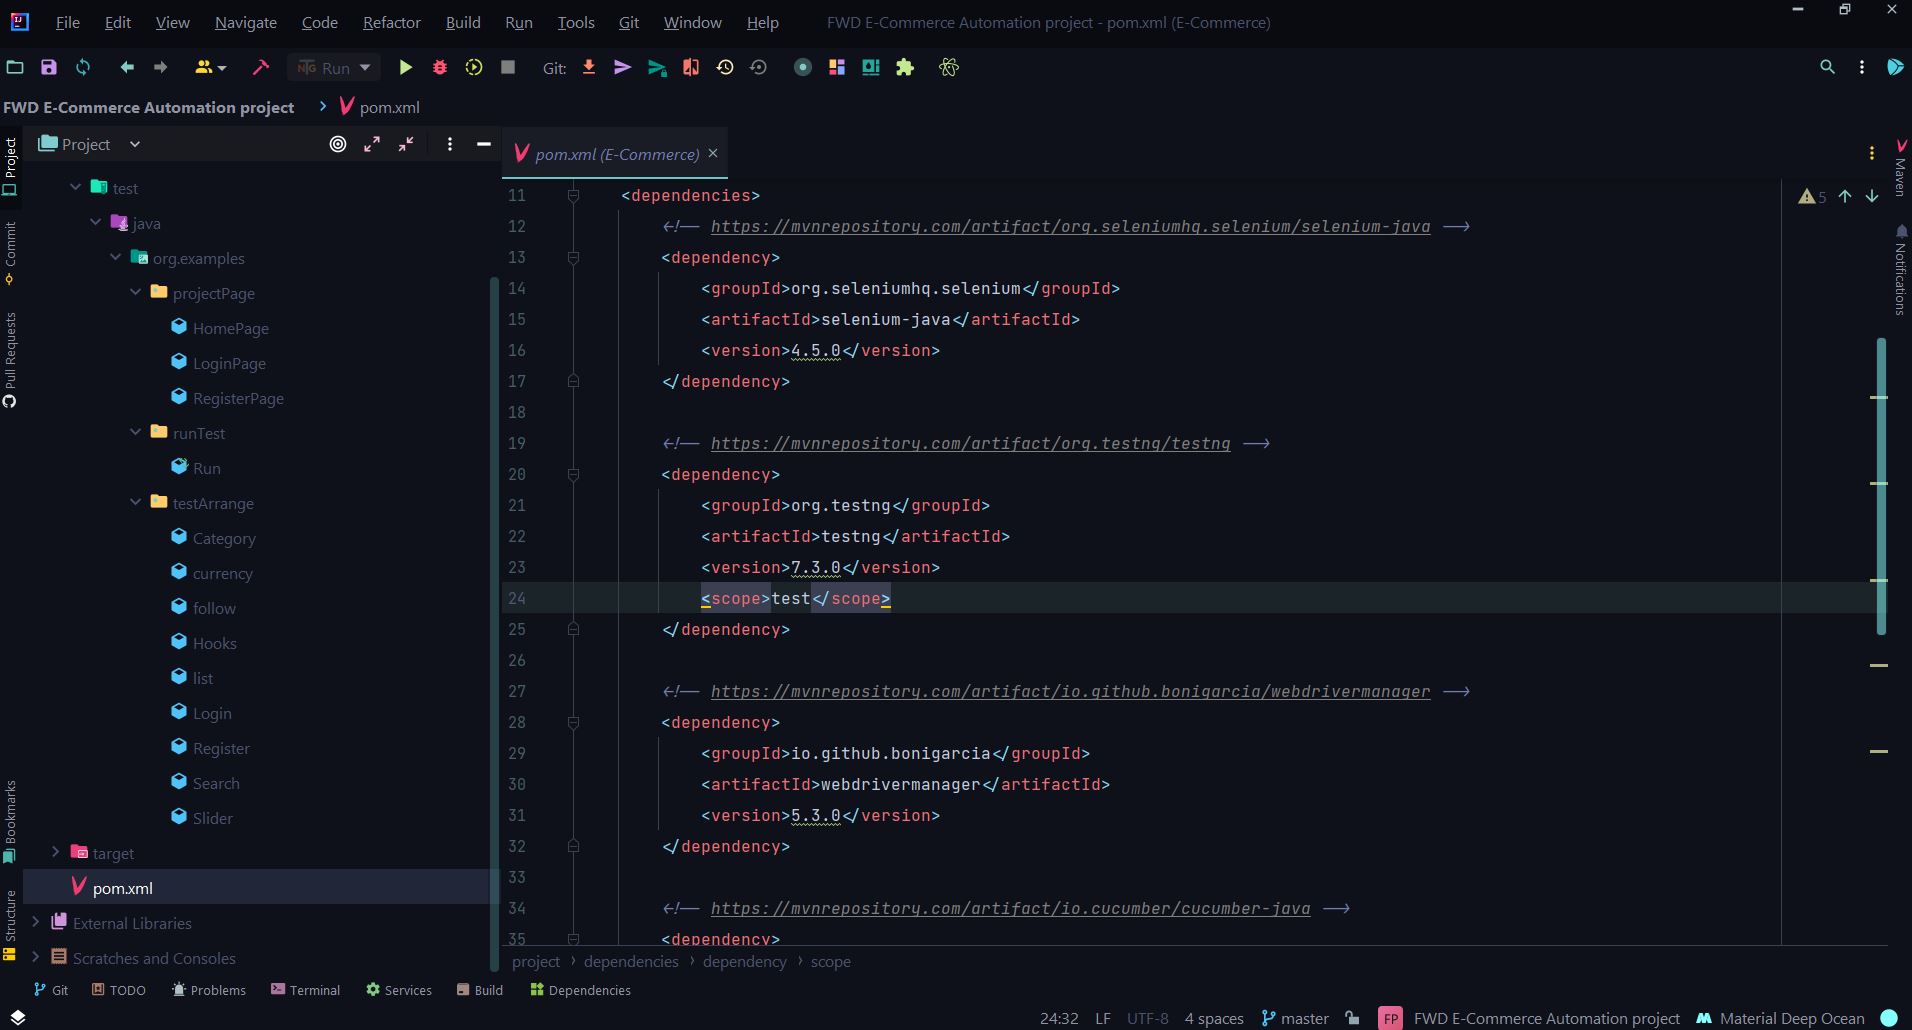 File Edit View Navigate Code Refactor Build Run Tools Git Window Help FWD E-Commerce Automation project - pom.xml (E-Commerce)
Run Git:
FWD E-Commerce Automation project › pom.xml
Project
pom.xml (E-Commerce)
Project
Commit
Pull Requests
Bookmarks
Structure
test
java
org.examples
projectPage
HomePage
LoginPage
RegisterPage
runTest
Run
testArrange
Category
currency
follow
Hooks
list
Login
Register
Search
Slider
target
pom.xml
External Libraries
Scratches and Consoles
11 <dependencies>
12 <!-- https://mvnrepository.com/artifact/org.seleniumhq.selenium/selenium-java -->
13 <dependency>
14 <groupId>org.seleniumhq.selenium</groupId>
15 <artifactId>selenium-java</artifactId>
16 <version>4.5.0</version>
17 </dependency>
18
19 <!-- https://mvnrepository.com/artifact/org.testng/testng -->
20 <dependency>
21 <groupId>org.testng</groupId>
22 <artifactId>testng</artifactId>
23 <version>7.3.0</version>
24 <scope>test</scope>
25 </dependency>
26
27 <!-- https://mvnrepository.com/artifact/io.github.bonigarcia/webdrivermanager -->
28 <dependency>
29 <groupId>io.github.bonigarcia</groupId>
30 <artifactId>webdrivermanager</artifactId>
31 <version>5.3.0</version>
32 </dependency>
33
34 <!-- https://mvnrepository.com/artifact/io.cucumber/cucumber-java -->
35 <dependency>
5
Maven
Notifications
project › dependencies › dependency › scope
Git TODO Problems Terminal Services Build Dependencies
24:32 LF UTF-8 4 spaces master FP FWD E-Commerce Automation project Material Deep Ocean